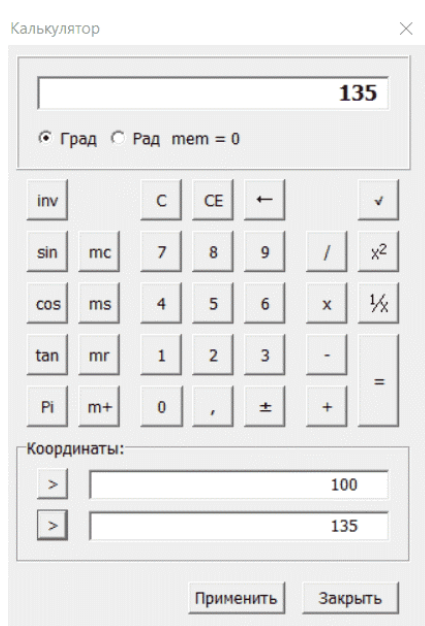 Калькулятор
135
Град Рад mem = 0
inv C CE ← √
sin mc 7 8 9 / x²
cos ms 4 5 6 x 1/x
tan mr 1 2 3 - =
Pi m+ 0 , ± +
Координаты:
> 100
> 135
Применить Закрыть